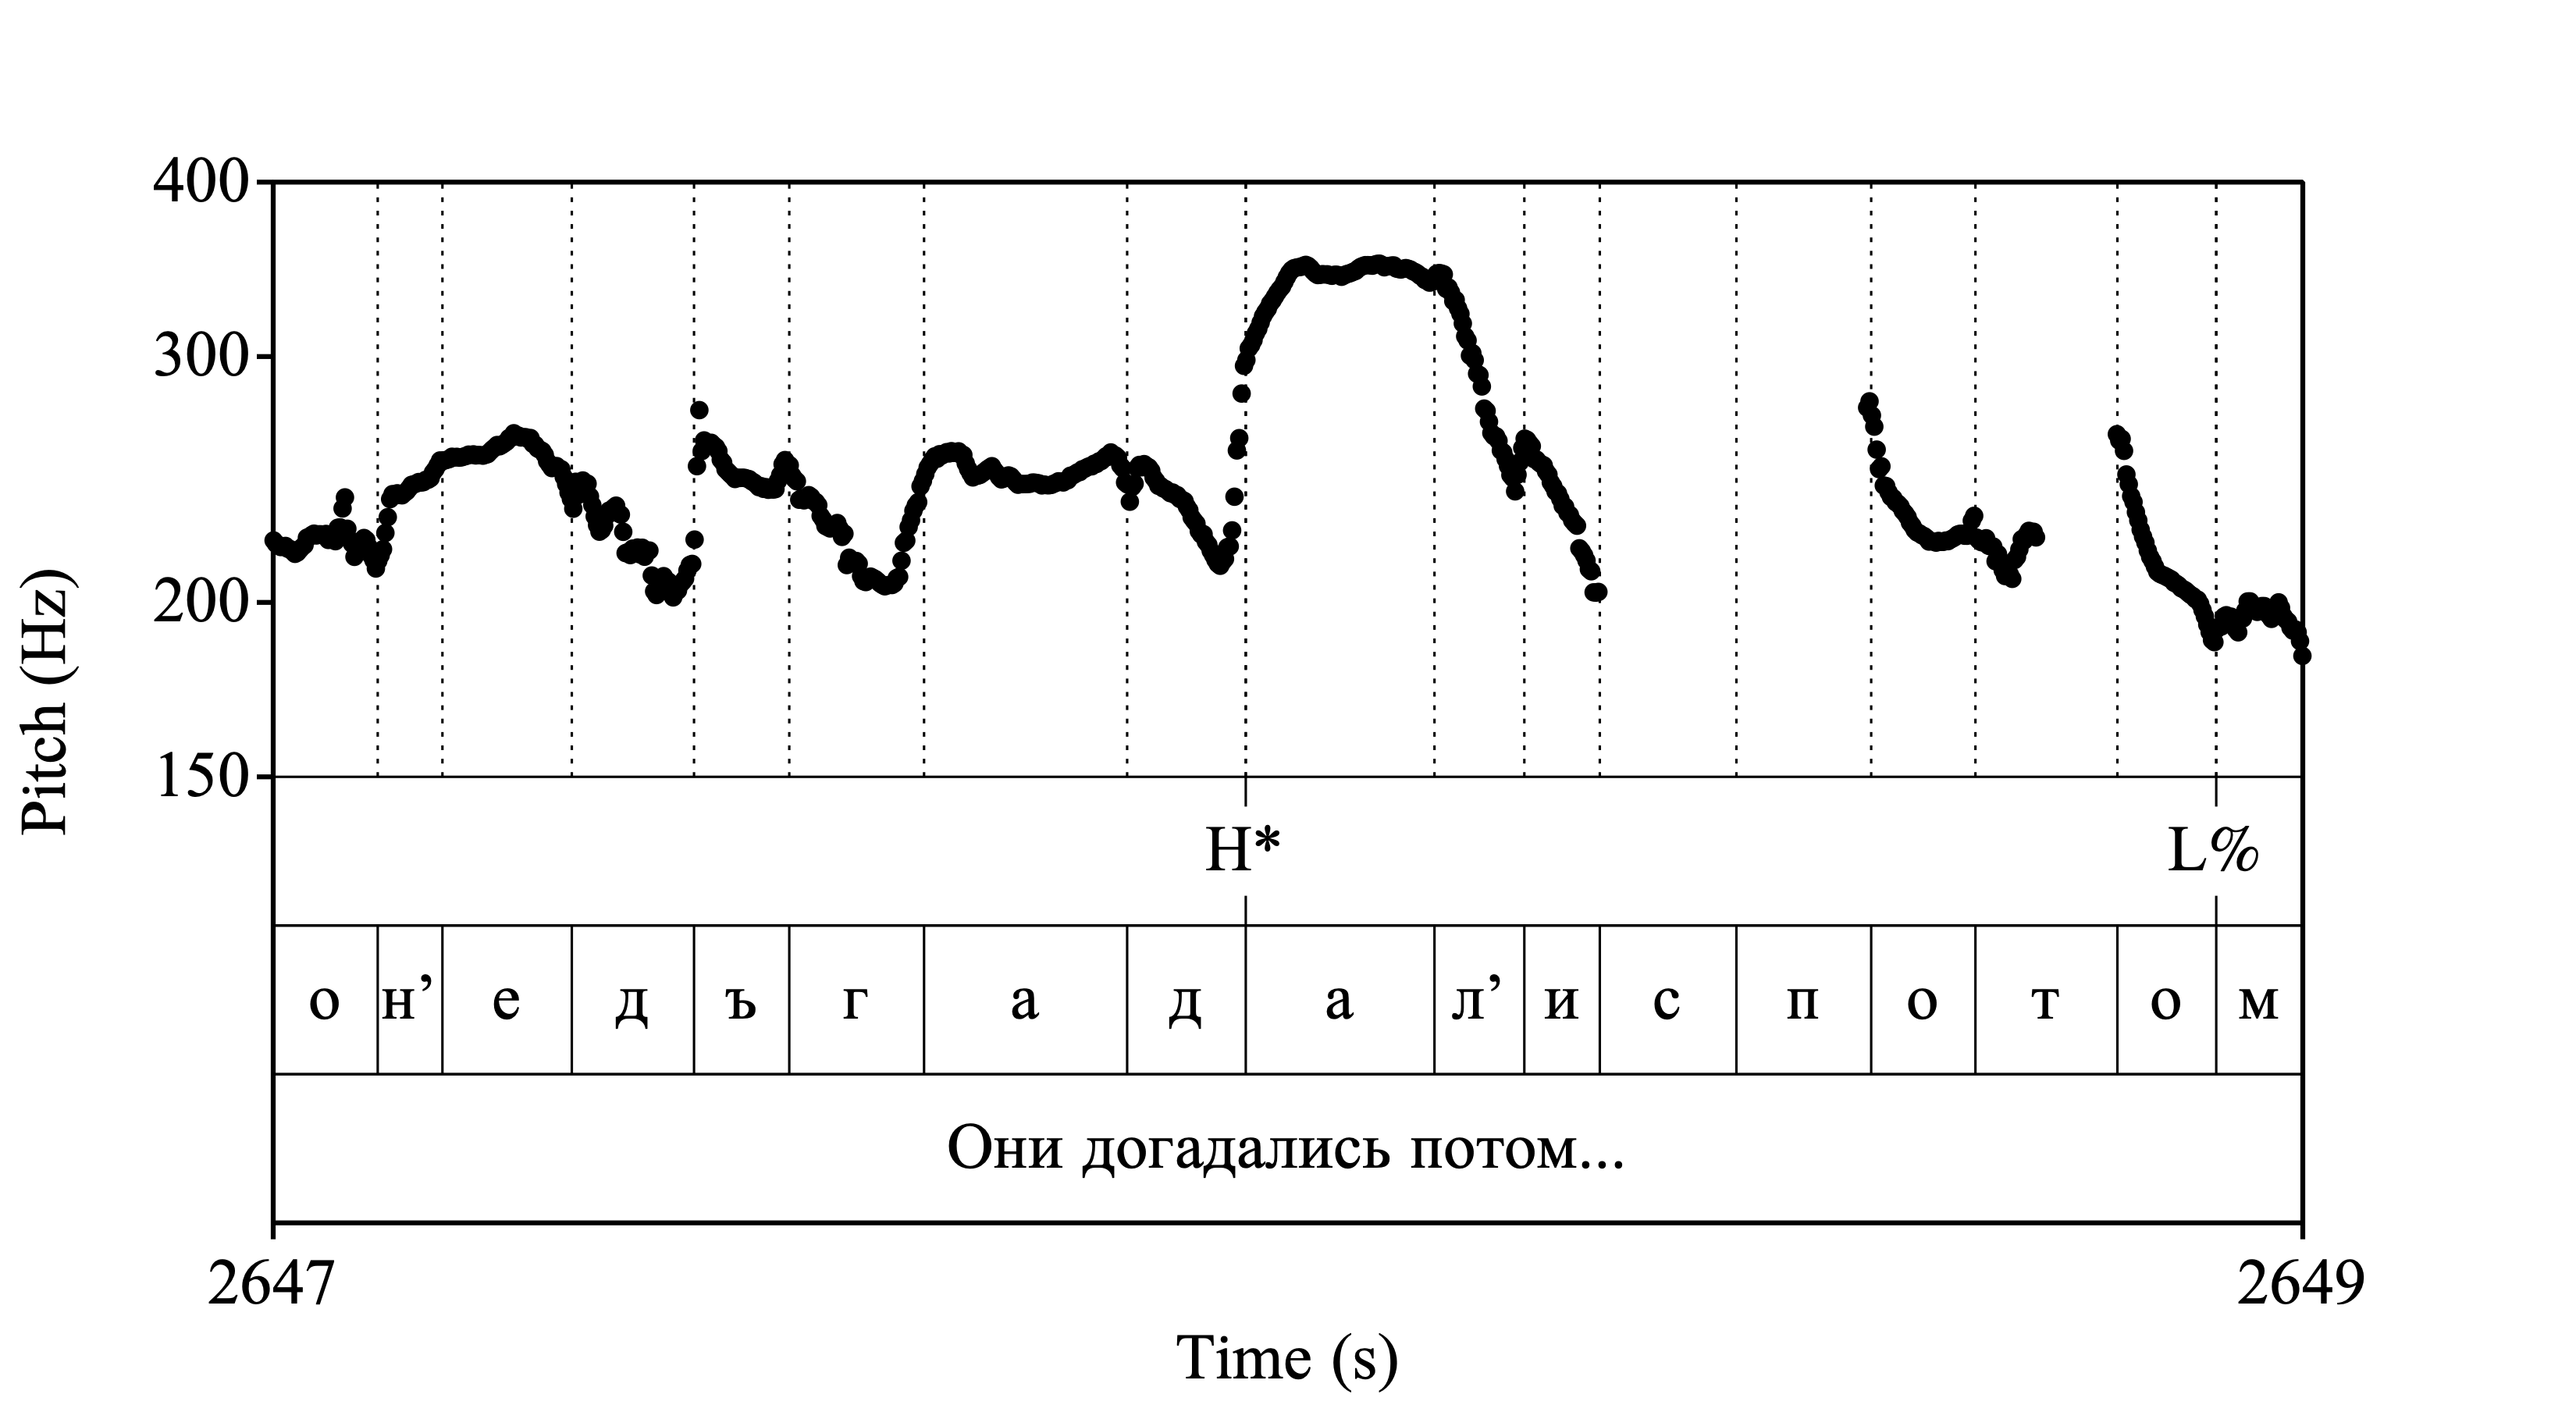 400
300
200
150
Pitch (Hz)
H* L%
о н’ е д ъ г а д а л’ и с п о т о м
Они догадались потом...
2647 2649
Time (s)